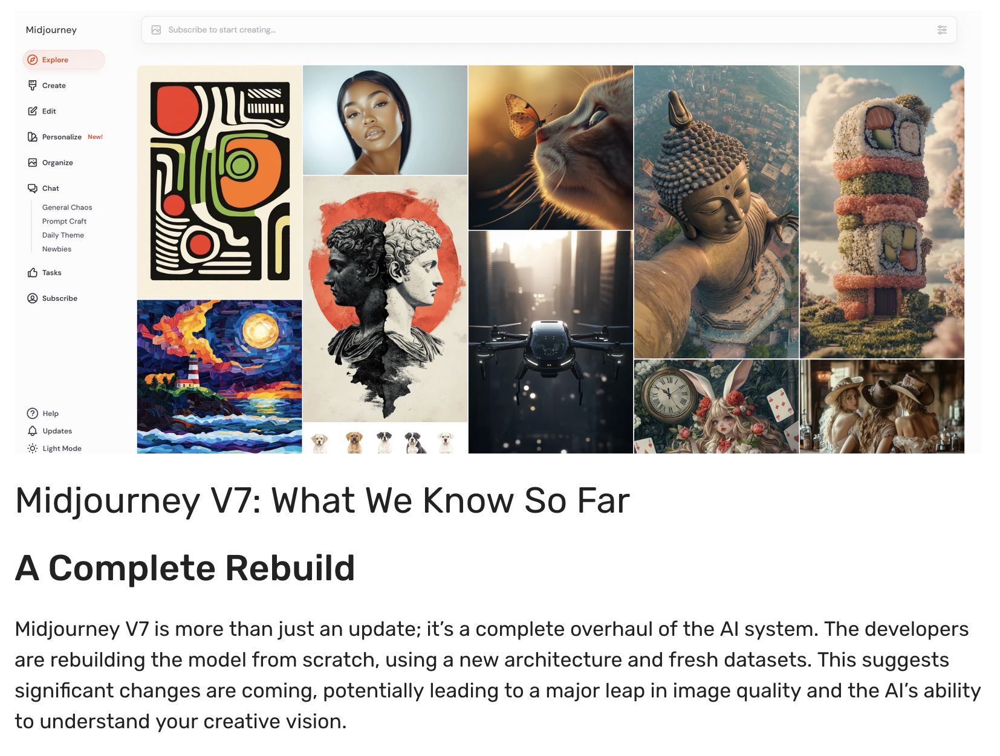 Midjourney
Subscribe to start creating...
Explore
Create
Edit
Personalize New!
Organize
Chat
General Chaos
Prompt Craft
Daily Theme
Newbies
Tasks
Subscribe
Help
Updates
Light Mode
Midjourney V7: What We Know So Far
A Complete Rebuild
Midjourney V7 is more than just an update; it’s a complete overhaul of the AI system. The developers
are rebuilding the model from scratch, using a new architecture and fresh datasets. This suggests
significant changes are coming, potentially leading to a major leap in image quality and the AI’s ability
to understand your creative vision.